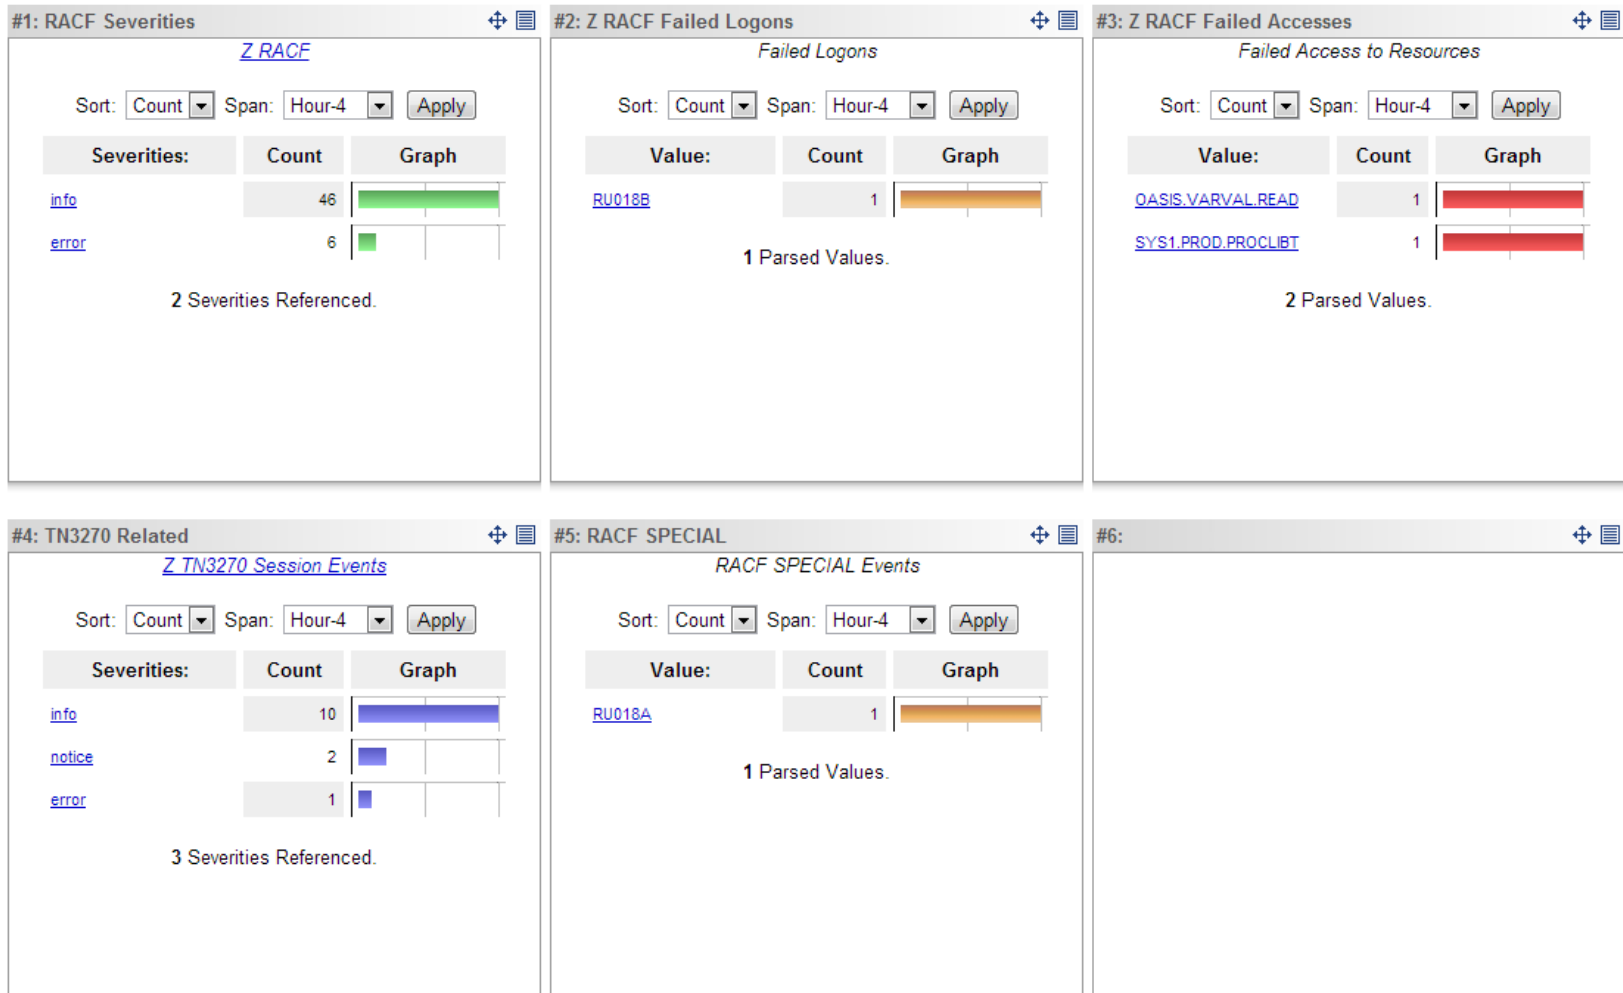 #1: RACF Severities
Z RACF
Sort: Count Span: Hour-4 Apply
Severities: Count Graph
info 46
error 6
2 Severities Referenced.
#2: Z RACF Failed Logons
Failed Logons
Sort: Count Span: Hour-4 Apply
Value: Count Graph
RU018B 1
1 Parsed Values.
#3: Z RACF Failed Accesses
Failed Access to Resources
Sort: Count Span: Hour-4 Apply
Value: Count Graph
OASIS.VARVAL.READ 1
SYS1.PROD.PROCLIBT 1
2 Parsed Values.
#4: TN3270 Related
Z TN3270 Session Events
Sort: Count Span: Hour-4 Apply
Severities: Count Graph
info 10
notice 2
error 1
3 Severities Referenced.
#5: RACF SPECIAL
RACF SPECIAL Events
Sort: Count Span: Hour-4 Apply
Value: Count Graph
RU018A 1
1 Parsed Values.
#6: